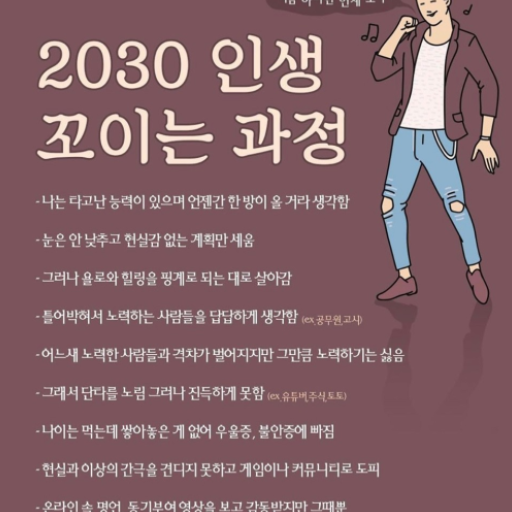 2030 인생
꼬이는 과정
- 나는 타고난 능력이 있으며 언젠간 한 방이 올 거라 생각함
- 눈은 안 낮추고 현실감 없는 계획만 세움
- 그러나 욜로와 힐링을 핑계로 되는 대로 살아감
- 틀어박혀서 노력하는 사람들을 답답하게 생각함 (ex.공무원,고시)
- 어느새 노력한 사람들과 격차가 벌어지지만 그만큼 노력하기는 싫음
- 그래서 단타를 노림 그러나 진득하게 못함 (ex.유튜버,주식,토토)
- 나이는 먹는데 쌓아놓은 게 없어 우울증, 불안증에 빠짐
- 현실과 이상의 간극을 견디지 못하고 게임이나 커뮤니티로 도피
- 온라인 속 명언, 동기부여 영상을 보고 감동받지만 그때뿐